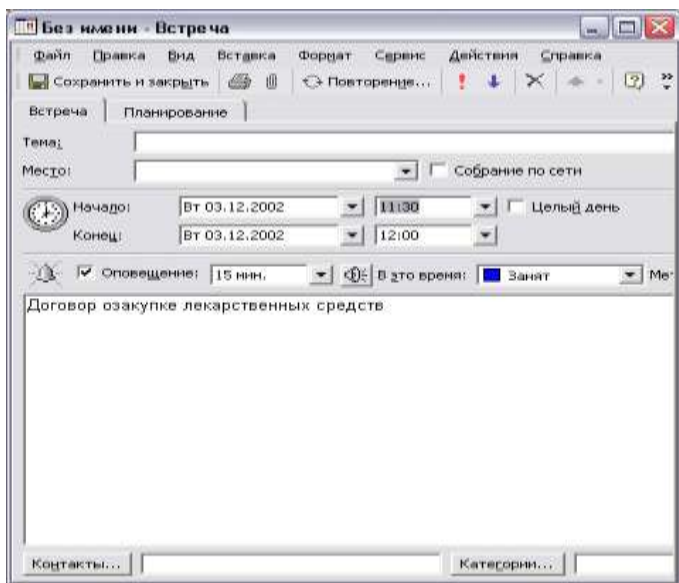 Без имени - Встреча
Файл Правка Вид Вставка Формат Сервис Действия Справка
Сохранить и закрыть Повторение...
Встреча Планирование
Тема:
Место: Собрание по сети
Начало: Вт 03.12.2002 11:30 Целый день
Конец: Вт 03.12.2002 12:00
Оповещение: 15 мин. В это время: Занят Ме
Договор озакупке лекарственных средств
Контакты... Категории...